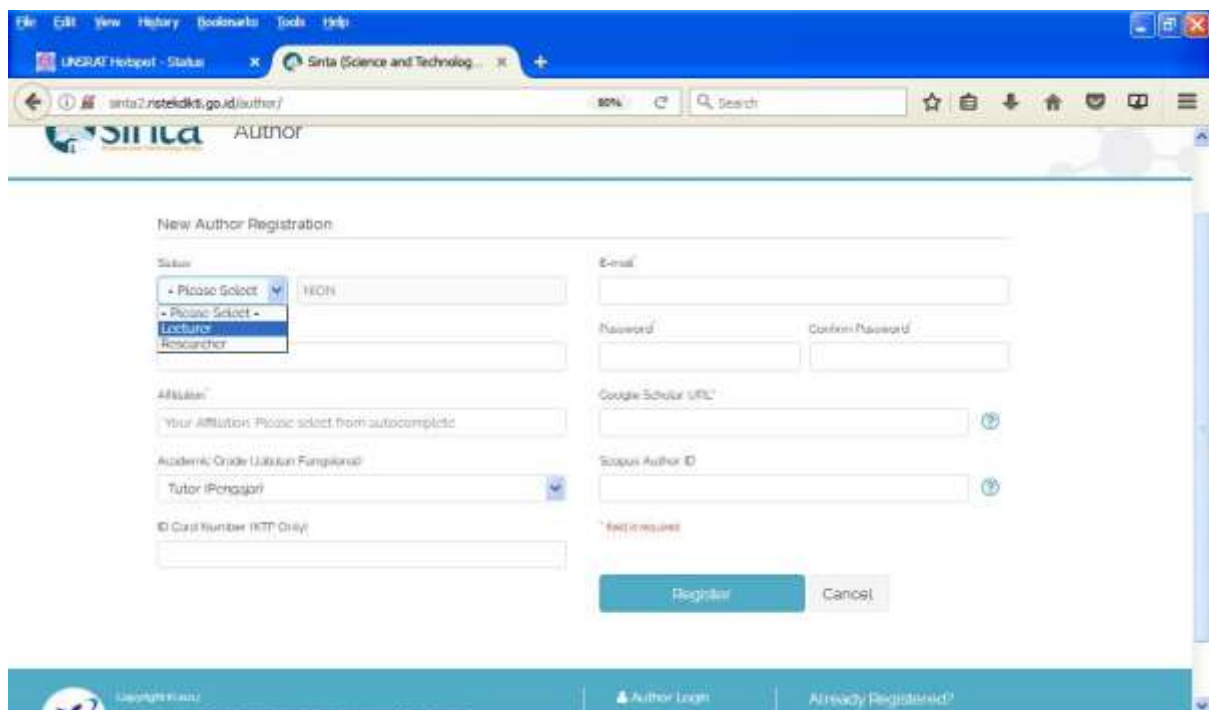 File Edit View History Bookmarks Tools Help
UNSRAT Hotspot - Status
Sinta (Science and Technolog...
sinta2.ristekdikti.go.id/author/
80%
Search
Sinta Author
New Author Registration
Status
- Please Select
NIDN
- Please Select -
Lecturer
Researcher
E-mail*
Password*
Confirm Password*
Affiliation*
Your Affiliation. Please select from autocomplete
Google Scholar URL*
Academic Grade (Jabatan Fungsional)
Tutor (Pengajar)
Scopus Author ID
ID Card Number (KTP Only)
* field is required
Register
Cancel
Author Login
Already Registered?